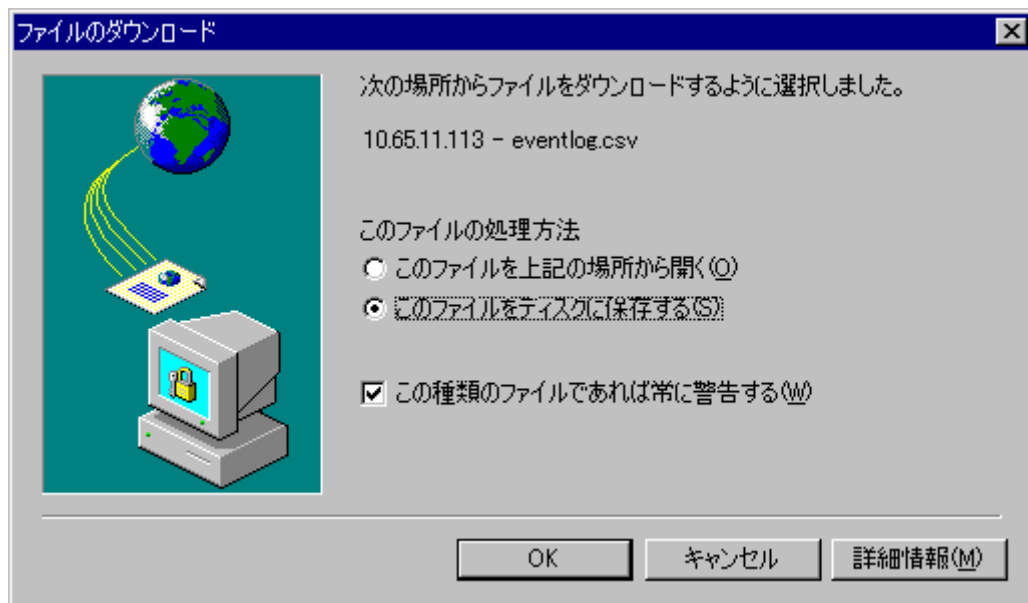 ファイルのダウンロード
次の場所からファイルをダウンロードするように選択しました。
10.65.11.113 - eventlog.csv
このファイルの処理方法
このファイルを上記の場所から開く(O)
このファイルをディスクに保存する(S)
この種類のファイルであれば常に警告する(W)
OK
キャンセル
詳細情報(M)